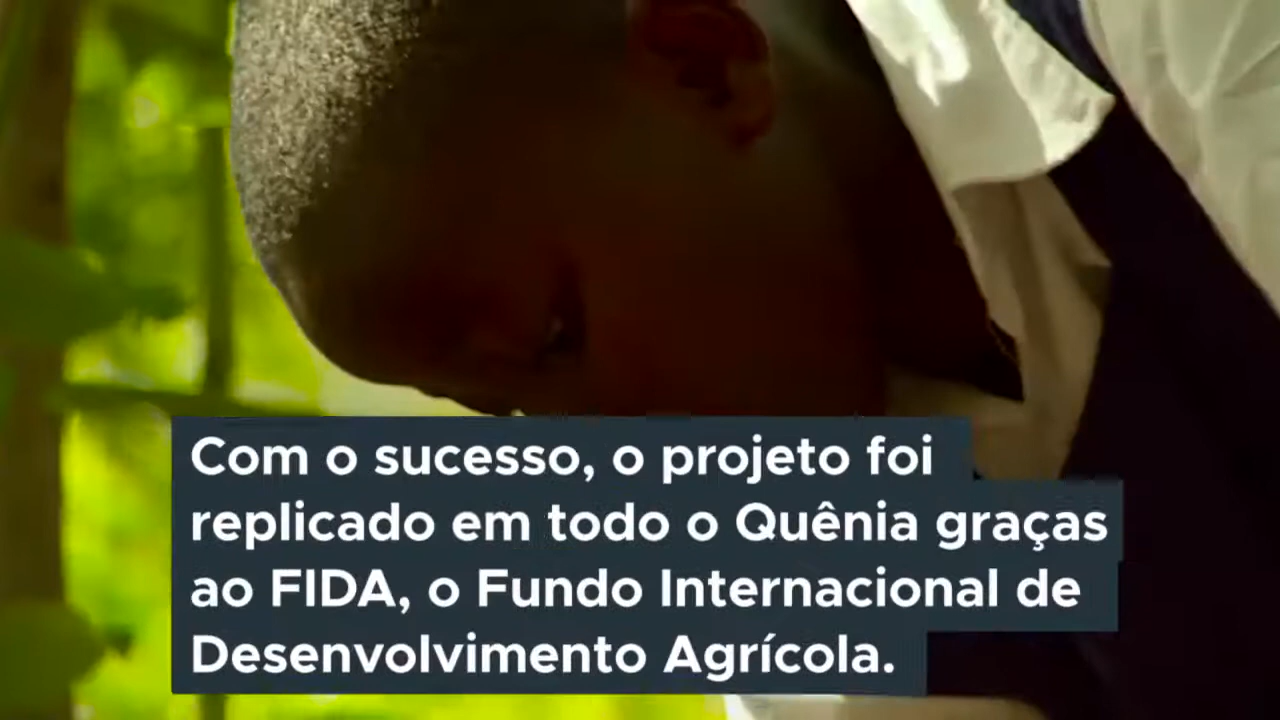 Com o sucesso, o projeto foi
replicado em todo o Quênia graças
ao FIDA, o Fundo Internacional de
Desenvolvimento Agrícola.